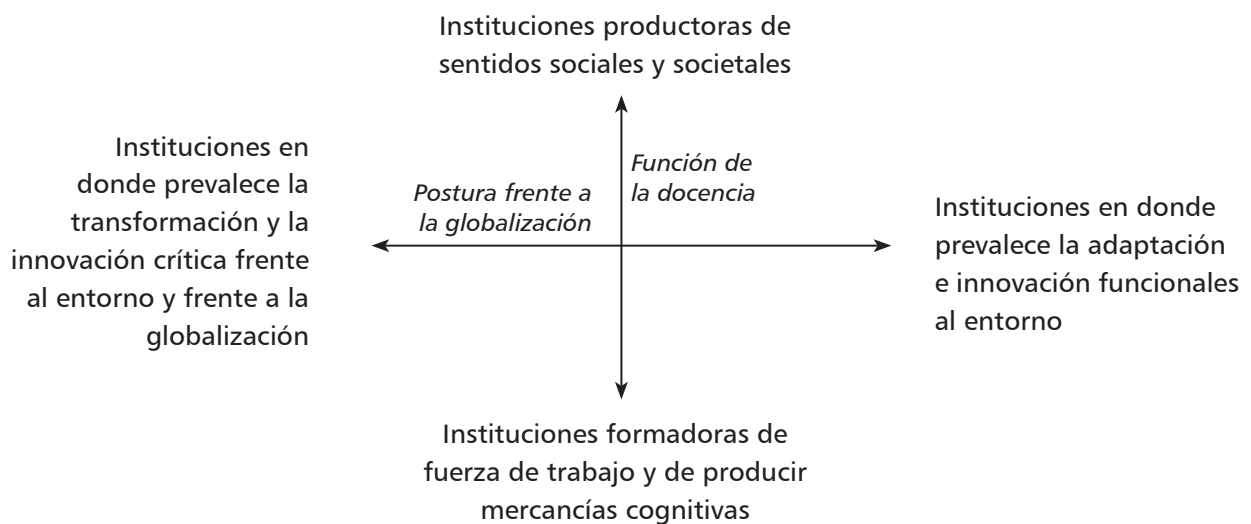 Instituciones productoras de
sentidos sociales y societales
Instituciones en
donde prevalece la
transformación y la
innovación crítica frente
al entorno y frente a la
globalización
Postura frente a
la globalización
Función de
la docencia
Instituciones en donde
prevalece la adaptación
e innovación funcionales
al entorno
Instituciones formadoras de
fuerza de trabajo y de producir
mercancías cognitivas